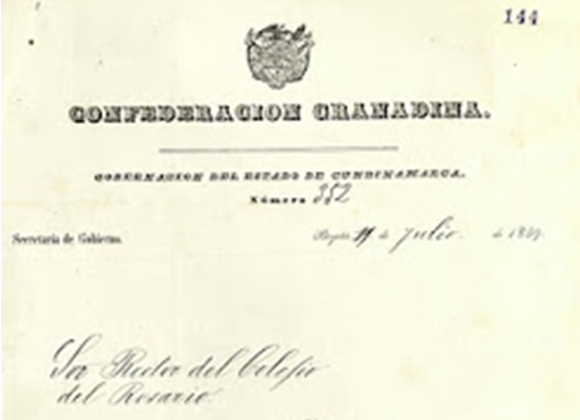 144
CONFEDERACION GRANADINA.
GOBERNACION DEL ESTADO DE CUNDINAMARCA.
Número 352
Secretaría de Gobierno.
Bogotá de Julio de
Sor Rector del Colejio
del Rosario.